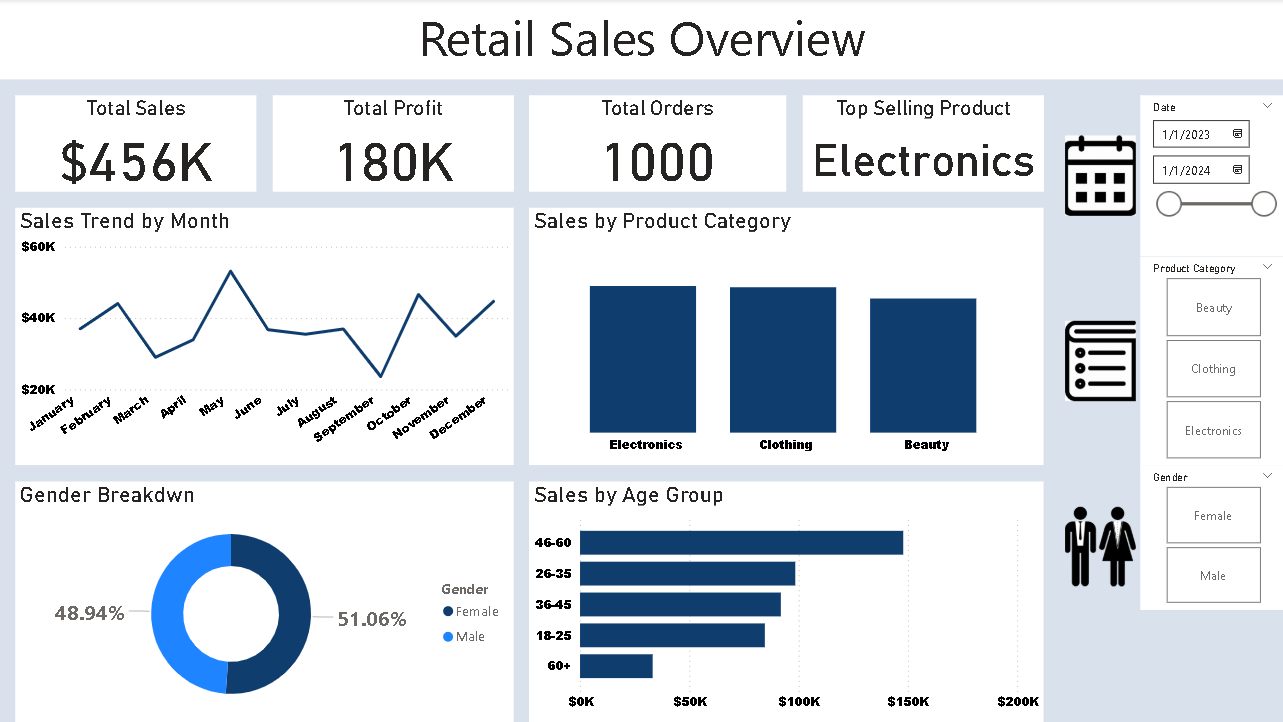 Retail Sales Overview
Total Sales
$456K
Total Profit
180K
Total Orders
1000
Top Selling Product
Electronics
Date
1/1/2023
1/1/2024
Sales Trend by Month
$60K
$40K
$20K
January
February
March
April
May
June
July
August
September
October
November
December
Sales by Product Category
Electronics
Clothing
Beauty
Product Category
Beauty
Clothing
Electronics
Gender
Female
Male
Gender Breakdwn
48.94%
51.06%
Gender
Female
Male
Sales by Age Group
46-60
26-35
36-45
18-25
60+
$0K
$50K
$100K
$150K
$200K